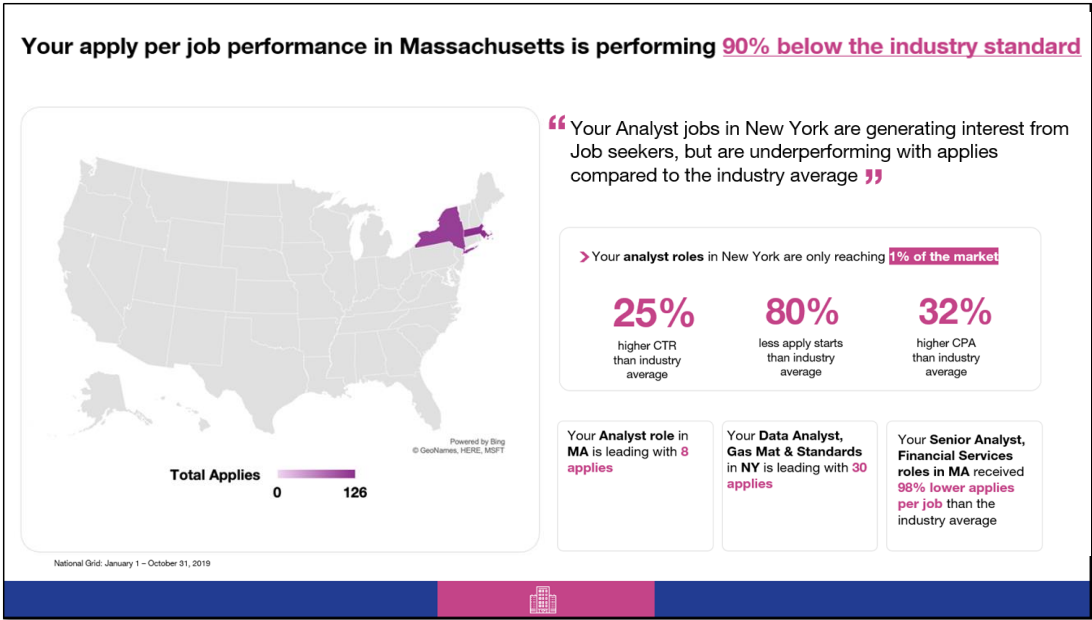 Your apply per job performance in Massachusetts is performing 90% below the industry standard
“ Your Analyst jobs in New York are generating interest from
Job seekers, but are underperforming with applies
compared to the industry average ”
Your analyst roles in New York are only reaching 1% of the market
25%
higher CTR
than industry
average
80%
less apply starts
than industry
average
32%
higher CPA
than industry
average
Powered by Bing
© GeoNames, HERE, MSFT
Total Applies
0
126
Your Analyst role in
MA is leading with 8
applies
Your Data Analyst,
Gas Mat & Standards
in NY is leading with 30
applies
Your Senior Analyst,
Financial Services
roles in MA received
98% lower applies
per job than the
industry average
National Grid: January 1 – October 31, 2019